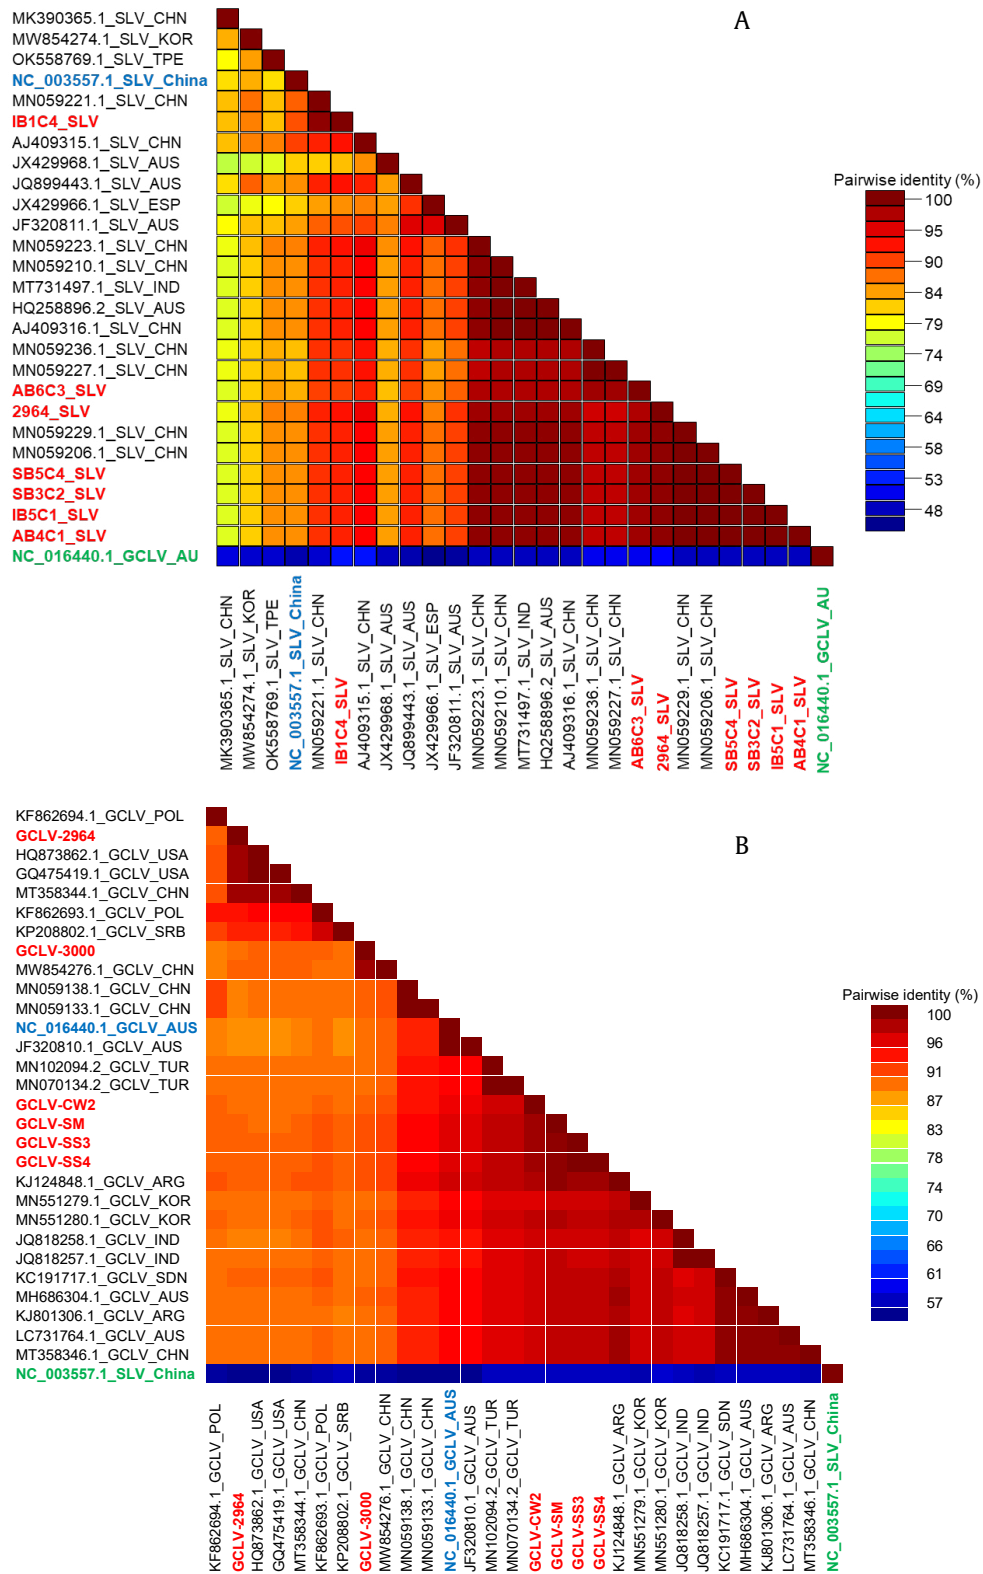 A
MK390365.1_SLV_CHN
MW854274.1_SLV_KOR
OK558769.1_SLV_TPE
NC_003557.1_SLV_China
MN059221.1_SLV_CHN
IB1C4_SLV
AJ409315.1_SLV_CHN
JX429968.1_SLV_AUS
JQ899443.1_SLV_AUS
JX429966.1_SLV_ESP
JF320811.1_SLV_AUS
MN059223.1_SLV_CHN
MN059210.1_SLV_CHN
MT731497.1_SLV_IND
HQ258896.2_SLV_AUS
AJ409316.1_SLV_CHN
MN059236.1_SLV_CHN
MN059227.1_SLV_CHN
AB6C3_SLV
2964_SLV
MN059229.1_SLV_CHN
MN059206.1_SLV_CHN
SB5C4_SLV
SB3C2_SLV
IB5C1_SLV
AB4C1_SLV
NC_016440.1_GCLV_AU
Pairwise identity (%)
100
95
90
84
79
74
69
64
58
53
48
MK390365.1_SLV_CHN
MW854274.1_SLV_KOR
OK558769.1_SLV_TPE
NC_003557.1_SLV_China
MN059221.1_SLV_CHN
IB1C4_SLV
AJ409315.1_SLV_CHN
JX429968.1_SLV_AUS
JQ899443.1_SLV_AUS
JX429966.1_SLV_ESP
JF320811.1_SLV_AUS
MN059223.1_SLV_CHN
MN059210.1_SLV_CHN
MT731497.1_SLV_IND
HQ258896.2_SLV_AUS
AJ409316.1_SLV_CHN
MN059236.1_SLV_CHN
MN059227.1_SLV_CHN
AB6C3_SLV
2964_SLV
MN059229.1_SLV_CHN
MN059206.1_SLV_CHN
SB5C4_SLV
SB3C2_SLV
IB5C1_SLV
AB4C1_SLV
NC_016440.1_GCLV_AU
B
KF862694.1_GCLV_POL
GCLV-2964
HQ873862.1_GCLV_USA
GQ475419.1_GCLV_USA
MT358344.1_GCLV_CHN
KF862693.1_GCLV_POL
KP208802.1_GCLV_SRB
GCLV-3000
MW854276.1_GCLV_CHN
MN059138.1_GCLV_CHN
MN059133.1_GCLV_CHN
NC_016440.1_GCLV_AUS
JF320810.1_GCLV_AUS
MN102094.2_GCLV_TUR
MN070134.2_GCLV_TUR
GCLV-CW2
GCLV-SM
GCLV-SS3
GCLV-SS4
KJ124848.1_GCLV_ARG
MN551279.1_GCLV_KOR
MN551280.1_GCLV_KOR
JQ818258.1_GCLV_IND
JQ818257.1_GCLV_IND
KC191717.1_GCLV_SDN
MH686304.1_GCLV_AUS
KJ801306.1_GCLV_ARG
LC731764.1_GCLV_AUS
MT358346.1_GCLV_CHN
NC_003557.1_SLV_China
Pairwise identity (%)
100
96
91
87
83
78
74
70
66
61
57
KF862694.1_GCLV_POL
GCLV-2964
HQ873862.1_GCLV_USA
GQ475419.1_GCLV_USA
MT358344.1_GCLV_CHN
KF862693.1_GCLV_POL
KP208802.1_GCLV_SRB
GCLV-3000
MW854276.1_GCLV_CHN
MN059138.1_GCLV_CHN
MN059133.1_GCLV_CHN
NC_016440.1_GCLV_AUS
JF320810.1_GCLV_AUS
MN102094.2_GCLV_TUR
MN070134.2_GCLV_TUR
GCLV-CW2
GCLV-SM
GCLV-SS3
GCLV-SS4
KJ124848.1_GCLV_ARG
MN551279.1_GCLV_KOR
MN551280.1_GCLV_KOR
JQ818258.1_GCLV_IND
JQ818257.1_GCLV_IND
KC191717.1_GCLV_SDN
MH686304.1_GCLV_AUS
KJ801306.1_GCLV_ARG
LC731764.1_GCLV_AUS
MT358346.1_GCLV_CHN
NC_003557.1_SLV_China